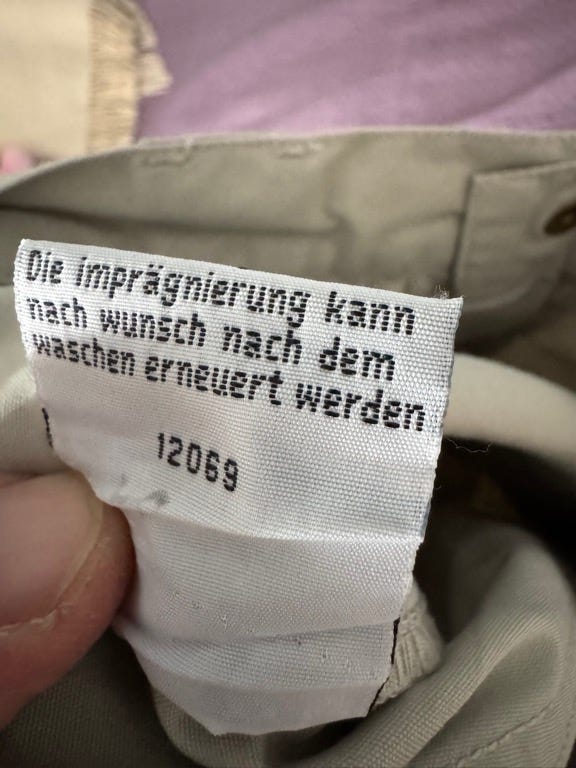 Die imprägnierung kann
nach wunsch nach dem
waschen erneuert werden
12069